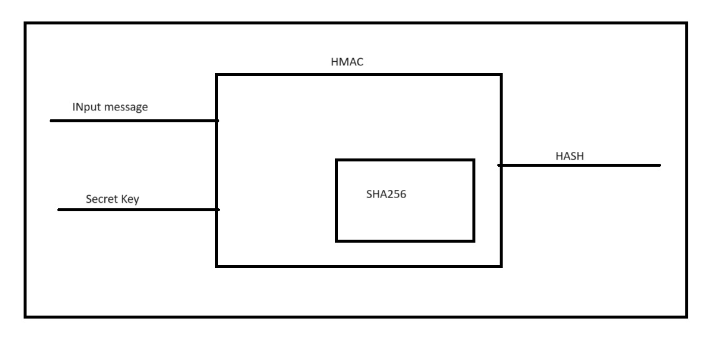 HMAC
INput message
HASH
Secret Key
SHA256